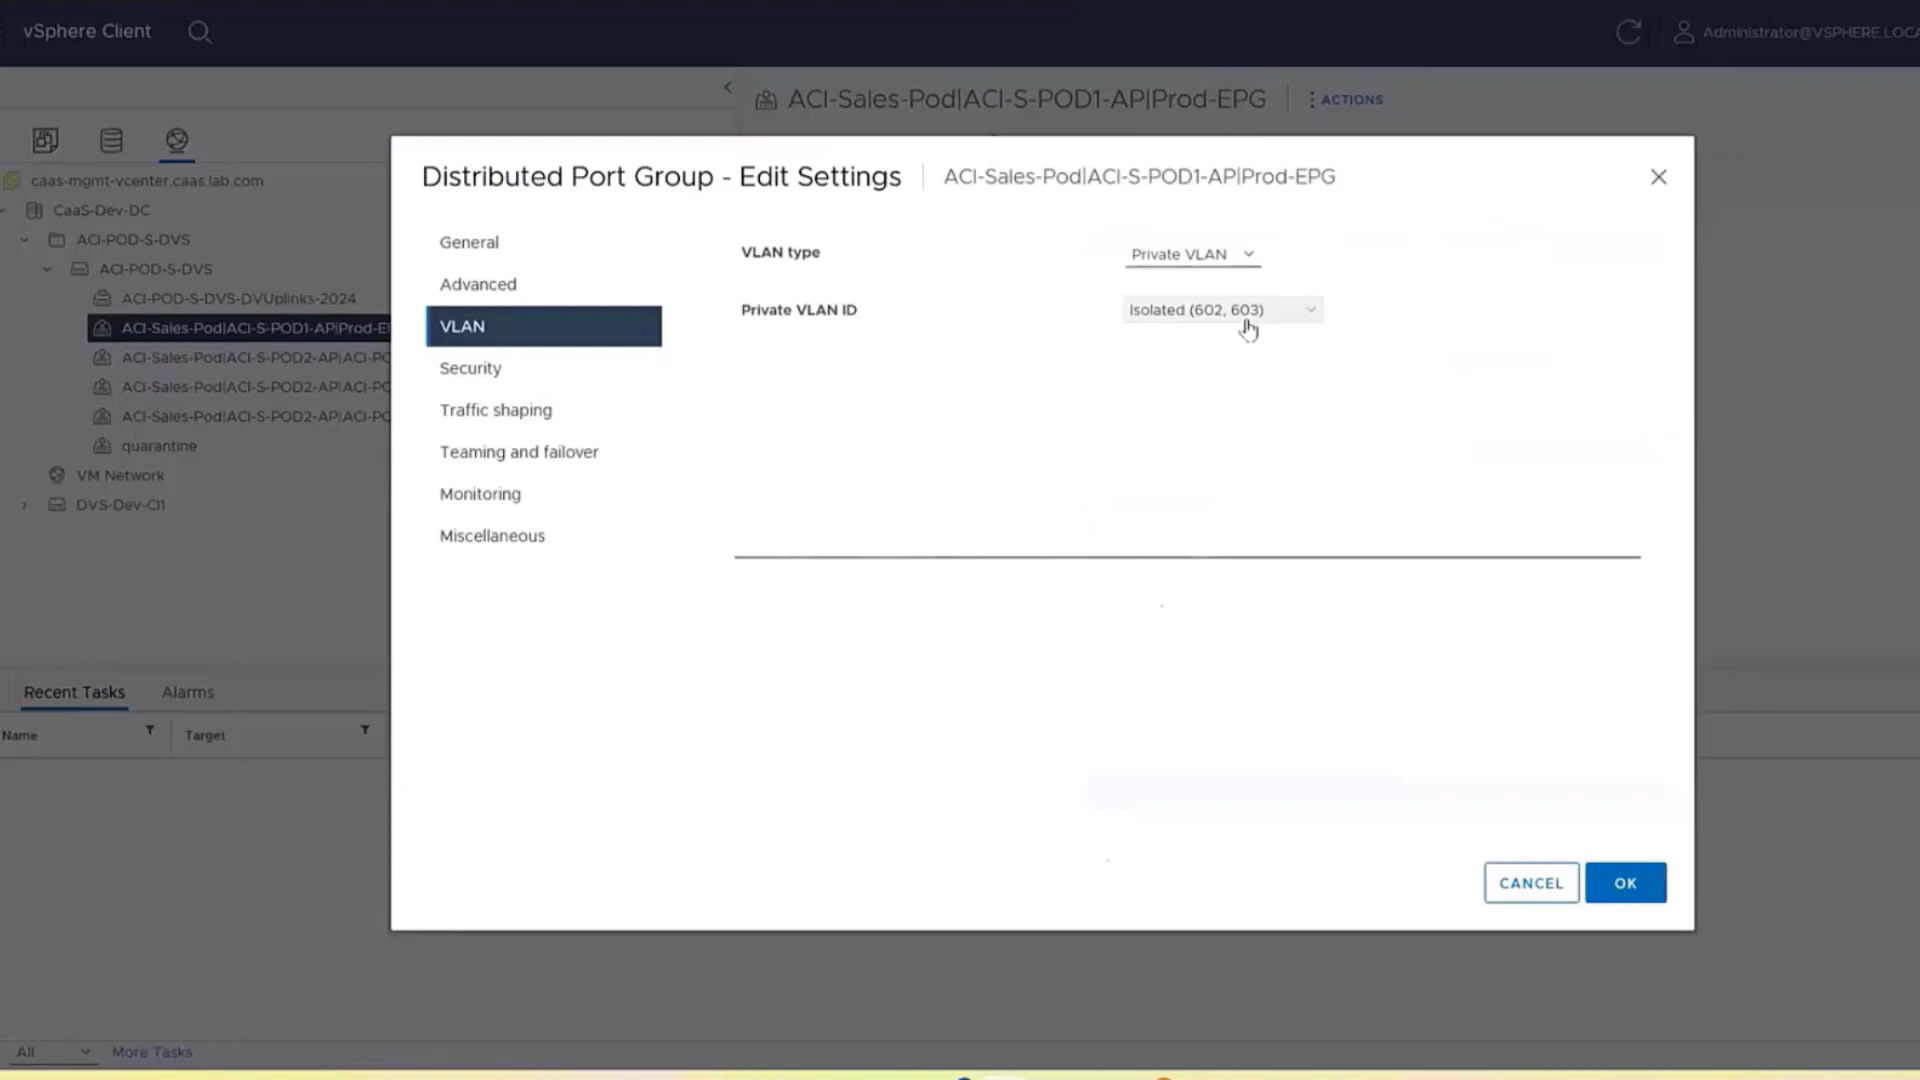 vSphere Client
Administrator@VSPHERE.LOCA
ACI-Sales-Pod|ACI-S-POD1-AP|Prod-EPG
ACTIONS
caas-mgmt-vcenter.caas.lab.com
CaaS-Dev-DC
ACI-POD-S-DVS
ACI-POD-S-DVS
ACI-POD-S-DVS-DVUplinks-2024
ACI-Sales-Pod|ACI-S-POD1-AP|Prod-E
ACI-Sales-Pod|ACI-S-POD2-AP|ACI-PC
ACI-Sales-Pod|ACI-S-POD2-AP|ACI-PC
ACI-Sales-Pod|ACI-S-POD2-AP|ACI-PC
quarantine
VM Network
DVS-Dev-Cl1
Distributed Port Group - Edit Settings
ACI-Sales-Pod|ACI-S-POD1-AP|Prod-EPG
General
Advanced
VLAN
Security
Traffic shaping
Teaming and failover
Monitoring
Miscellaneous
VLAN type
Private VLAN
Private VLAN ID
Isolated (602, 603)
CANCEL
OK
Recent Tasks
Alarms
Name
Target
All
More Tasks